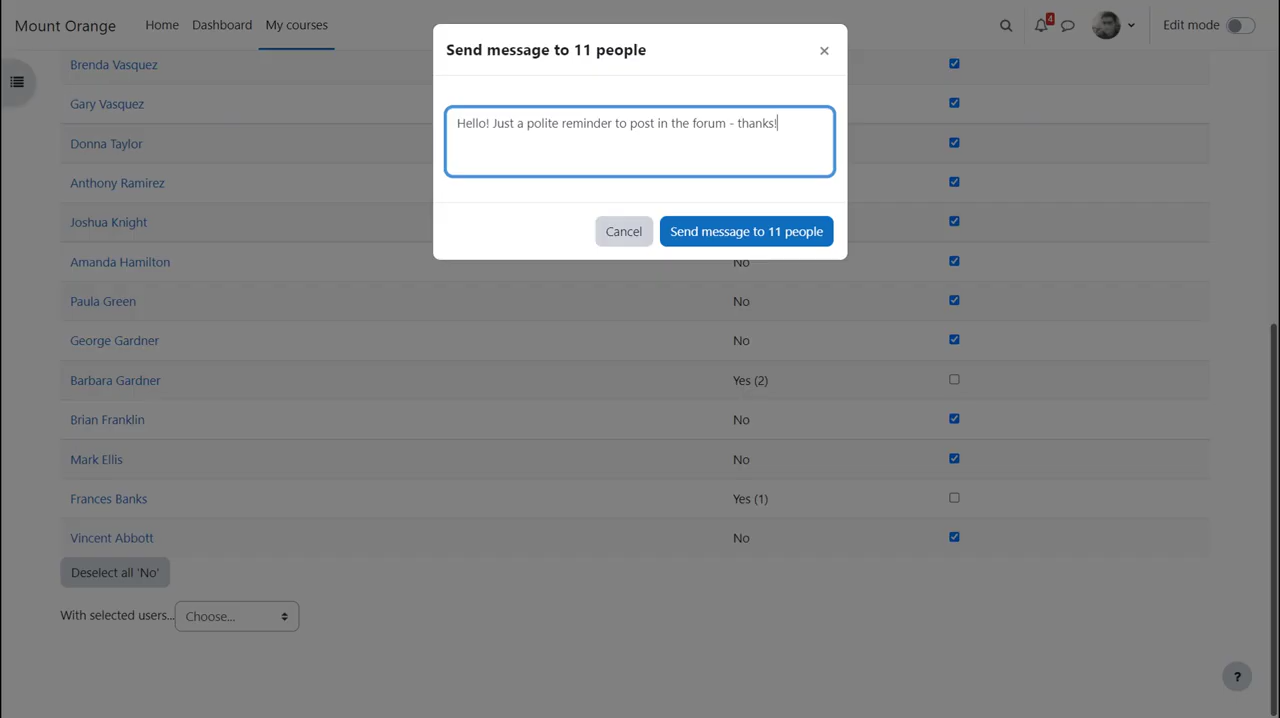 Mount Orange
Home
Dashboard
My courses
4
Edit mode
Send message to 11 people
×
Hello! Just a polite reminder to post in the forum - thanks!
Cancel
Send message to 11 people
Brenda Vasquez
Gary Vasquez
Donna Taylor
Anthony Ramirez
Joshua Knight
Amanda Hamilton No
Paula Green No
George Gardner No
Barbara Gardner Yes (2)
Brian Franklin No
Mark Ellis No
Frances Banks Yes (1)
Vincent Abbott No
Deselect all 'No'
With selected users... Choose...
?